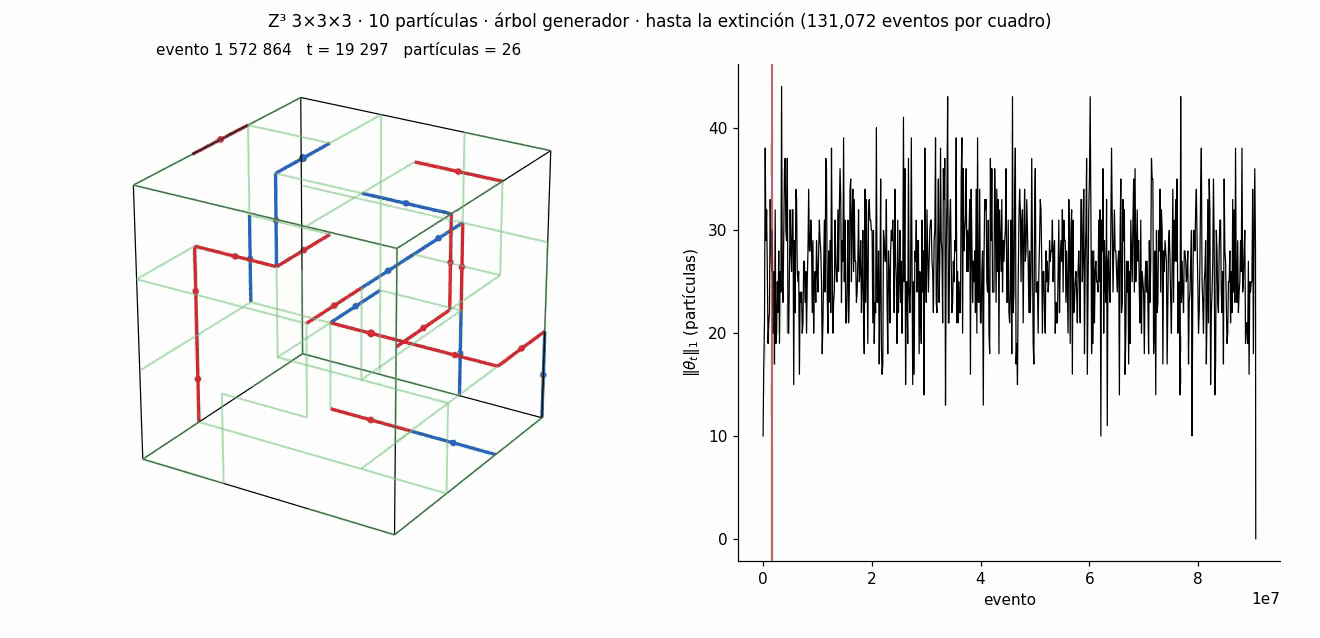 Z³ 3×3×3 · 10 partículas · árbol generador · hasta la extinción (131,072 eventos por cuadro)
evento 1 572 864   t = 19 297   partículas = 26
‖θₜ‖₁ (partículas)
40
30
20
10
0
0 2 4 6 8
1e7
evento